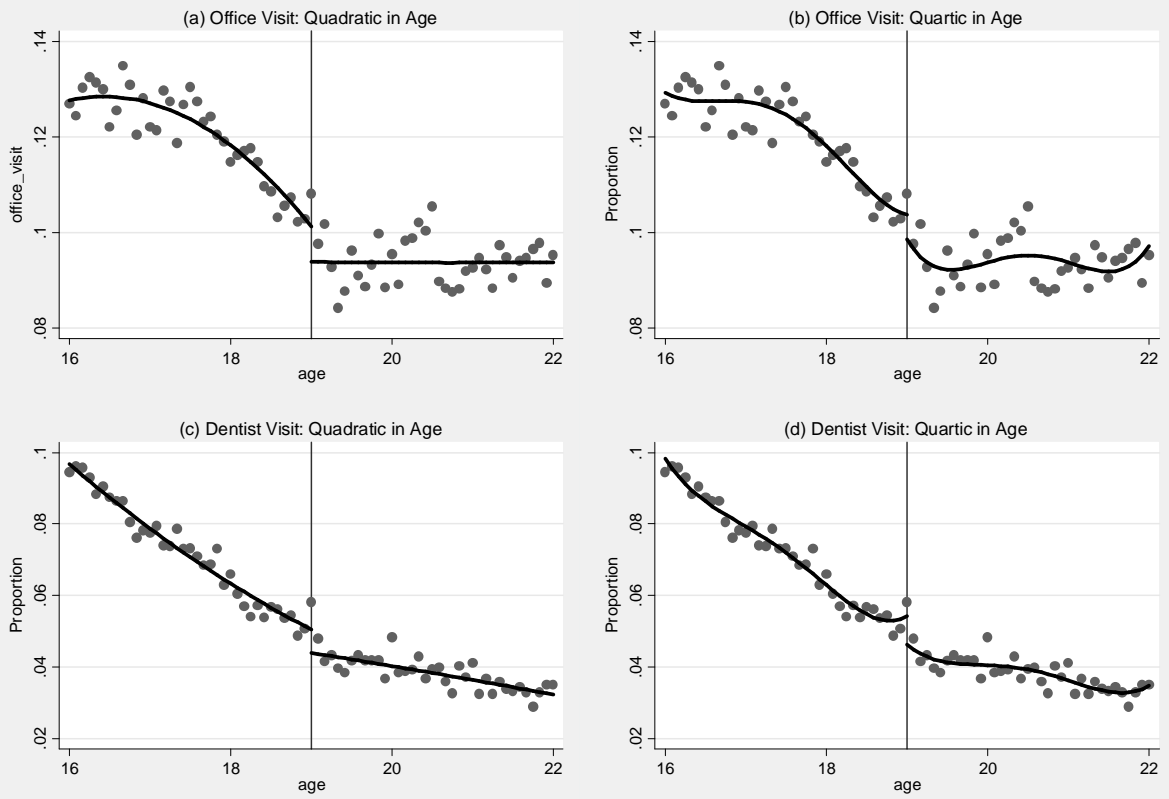 (a) Office Visit: Quadratic in Age
office_visit
.14
.12
.1
.08
16
18
20
22
age
(b) Office Visit: Quartic in Age
Proportion
.14
.12
.1
.08
16
18
20
22
age
(c) Dentist Visit: Quadratic in Age
Proportion
.1
.08
.06
.04
.02
16
18
20
22
age
(d) Dentist Visit: Quartic in Age
Proportion
.1
.08
.06
.04
.02
16
18
20
22
age